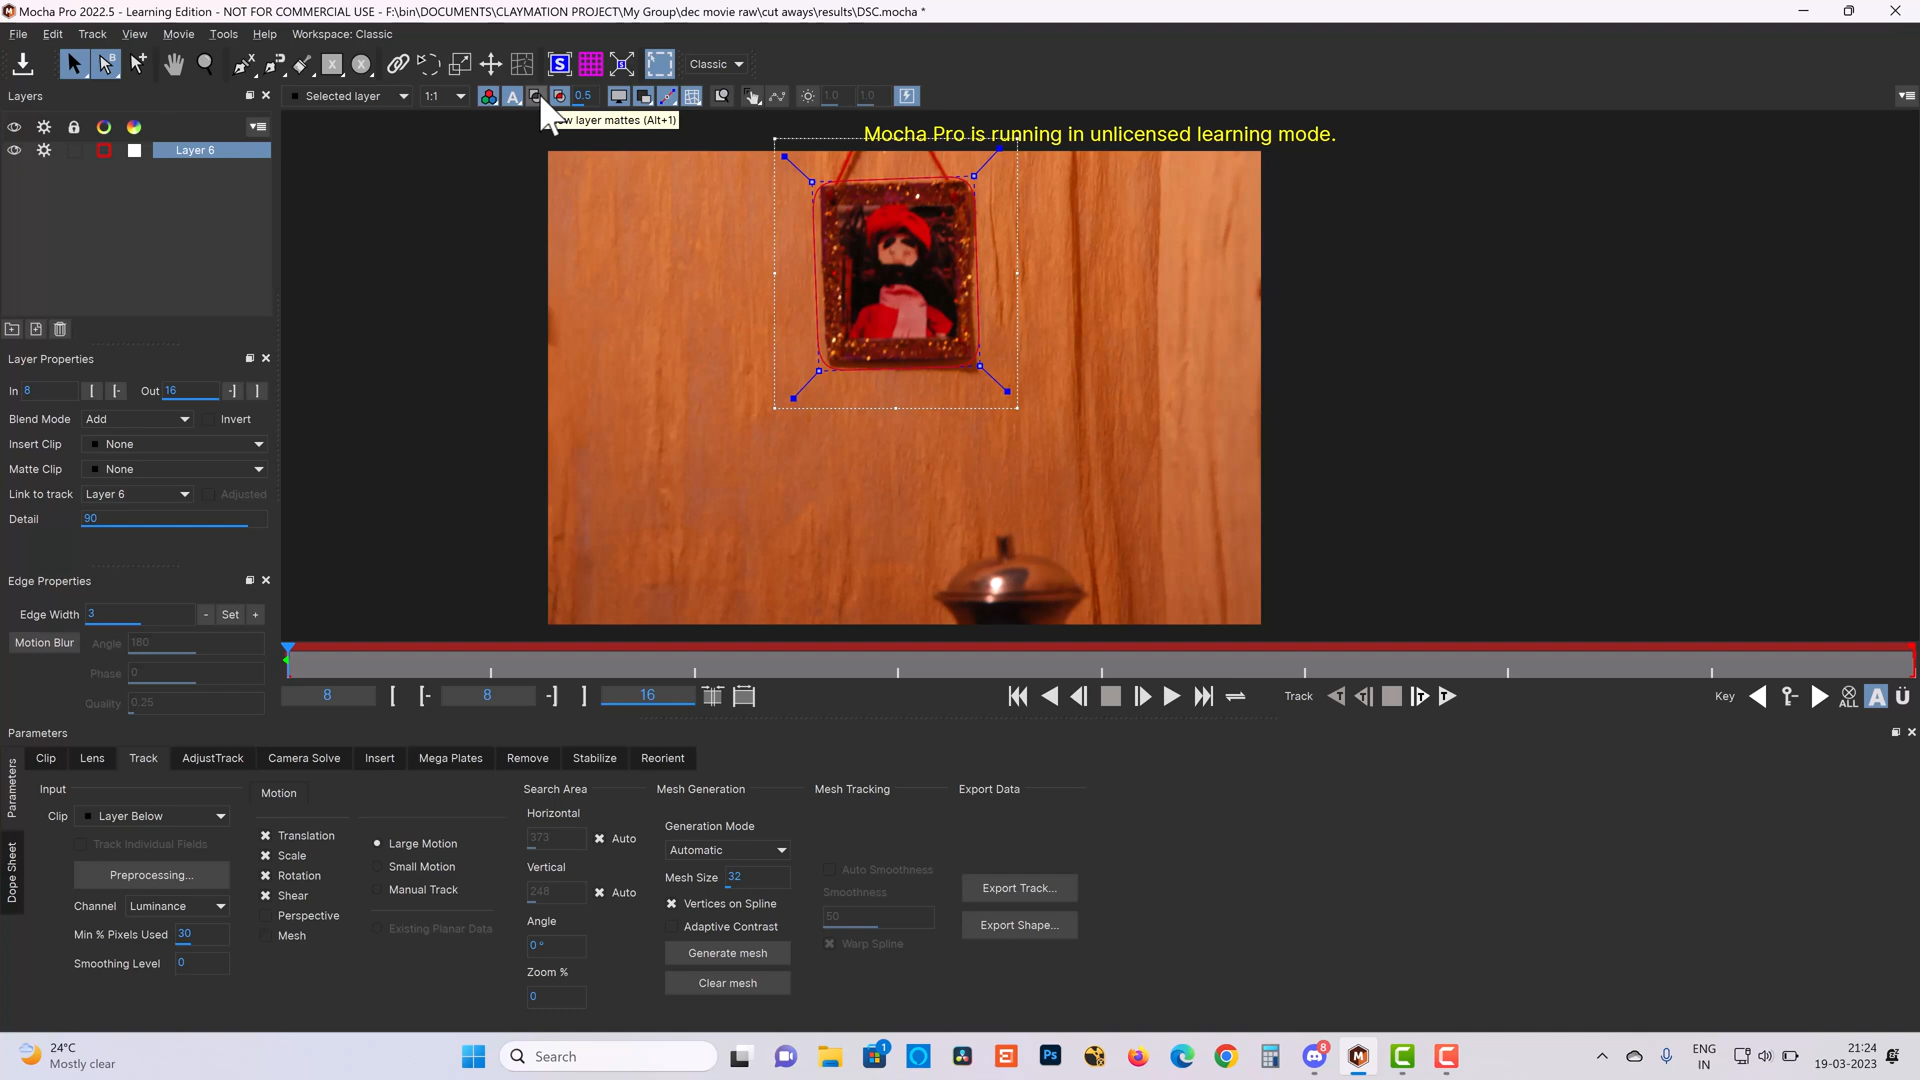 Mocha Pro 2022.5 - Learning Edition - NOT FOR COMMERCIAL USE - F:\bin\DOCUMENTS\CLAYMATION PROJECT\My Group\dec movie raw\cut aways\results\DSC.mocha *
File Edit Track View Movie Tools Help Workspace: Classic
S Classic
Layers Selected layer 1:1 A 0.5 1.0 1.0
layer mattes (Alt+1)
Mocha Pro is running in unlicensed learning mode.
Layer 6
Layer Properties
In 8 [ [- Out 16 -] ]
Blend Mode Add Invert
Insert Clip None
Matte Clip None
Link to track Layer 6 Adjusted
Detail 90
Edge Properties
Edge Width 3 - Set +
Motion Blur Angle 180
Phase 0
Quality 0.25
8 [ [- 8 -] ] 16 Track Key ALL A Ü
Parameters
Clip Lens Track AdjustTrack Camera Solve Insert Mega Plates Remove Stabilize Reorient
Parameters
Dope Sheet
Input
Clip Layer Below
Track Individual Fields
Preprocessing...
Channel Luminance
Min % Pixels Used 30
Smoothing Level 0
Motion
Translation
Scale
Rotation
Shear
Perspective
Mesh
Large Motion
Small Motion
Manual Track
Existing Planar Data
Search Area
Horizontal
373 Auto
Vertical
248 Auto
Angle
0 °
Zoom %
0
Mesh Generation
Generation Mode
Automatic
Mesh Size 32
Vertices on Spline
Adaptive Contrast
Generate mesh
Clear mesh
Mesh Tracking
Auto Smoothness
Smoothness
50
Warp Spline
Export Data
Export Track...
Export Shape...
24°C
Mostly clear
Search
1
Ps
8
ENG
IN
21:24
19-03-2023